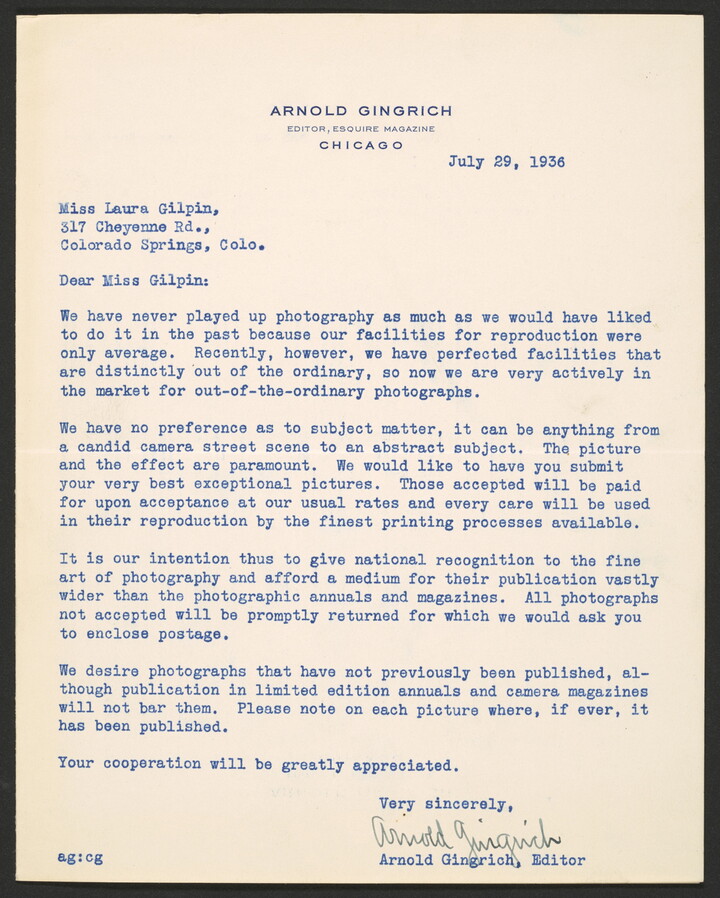 ARNOLD GINGRICH
EDITOR, ESQUIRE MAGAZINE
CHICAGO
July 29, 1936
Miss Laura Gilpin,
317 Cheyenne Rd.,
Colorado Springs, Colo.
Dear Miss Gilpin:
We have never played up photography as much as we would have liked
to do it in the past because our facilities for reproduction were
only average.  Recently, however, we have perfected facilities that
are distinctly out of the ordinary, so now we are very actively in
the market for out-of-the-ordinary photographs.
We have no preference as to subject matter, it can be anything from
a candid camera street scene to an abstract subject.  The picture
and the effect are paramount.  We would like to have you submit
your very best exceptional pictures.  Those accepted will be paid
for upon acceptance at our usual rates and every care will be used
in their reproduction by the finest printing processes available.
It is our intention thus to give national recognition to the fine
art of photography and afford a medium for their publication vastly
wider than the photographic annuals and magazines.  All photographs
not accepted will be promptly returned for which we would ask you
to enclose postage.
We desire photographs that have not previously been published, al-
though publication in limited edition annuals and camera magazines
will not bar them.  Please note on each picture where, if ever, it
has been published.
Your cooperation will be greatly appreciated.
Very sincerely,
Arnold Gingrich
Arnold Gingrich, Editor
ag:cg